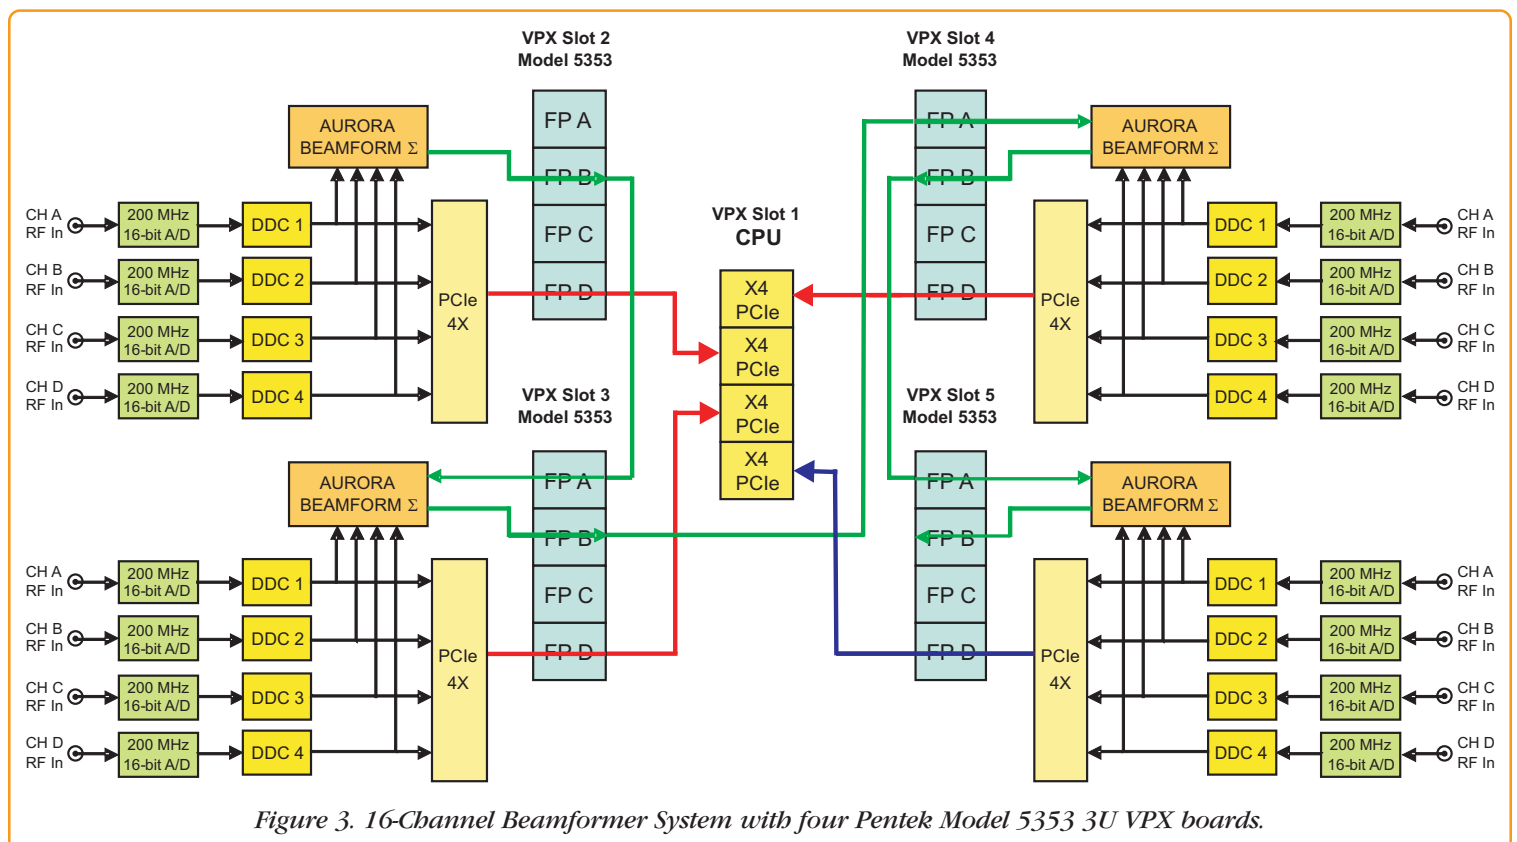 VPX Slot 2
Model 5353
AURORA
BEAMFORM Σ
FP A
FP B
FP C
FP D
CH A
RF In
200 MHz
16-bit A/D
DDC 1
CH B
RF In
200 MHz
16-bit A/D
DDC 2
CH C
RF In
200 MHz
16-bit A/D
DDC 3
CH D
RF In
200 MHz
16-bit A/D
DDC 4
PCIe
4X
VPX Slot 4
Model 5353
FP A
FP B
FP C
FP D
AURORA
BEAMFORM Σ
PCIe
4X
DDC 1
200 MHz
16-bit A/D
CH A
RF In
DDC 2
200 MHz
16-bit A/D
CH B
RF In
DDC 3
200 MHz
16-bit A/D
CH C
RF In
DDC 4
200 MHz
16-bit A/D
CH D
RF In
VPX Slot 1
CPU
X4
PCIe
X4
PCIe
X4
PCIe
X4
PCIe
VPX Slot 3
Model 5353
AURORA
BEAMFORM Σ
FP A
FP B
FP C
FP D
CH A
RF In
200 MHz
16-bit A/D
DDC 1
CH B
RF In
200 MHz
16-bit A/D
DDC 2
CH C
RF In
200 MHz
16-bit A/D
DDC 3
CH D
RF In
200 MHz
16-bit A/D
DDC 4
PCIe
4X
VPX Slot 5
Model 5353
FP A
FP B
FP C
FP D
AURORA
BEAMFORM Σ
PCIe
4X
DDC 1
200 MHz
16-bit A/D
CH A
RF In
DDC 2
200 MHz
16-bit A/D
CH B
RF In
DDC 3
200 MHz
16-bit A/D
CH C
RF In
DDC 4
200 MHz
16-bit A/D
CH D
RF In
Figure 3. 16-Channel Beamformer System with four Pentek Model 5353 3U VPX boards.